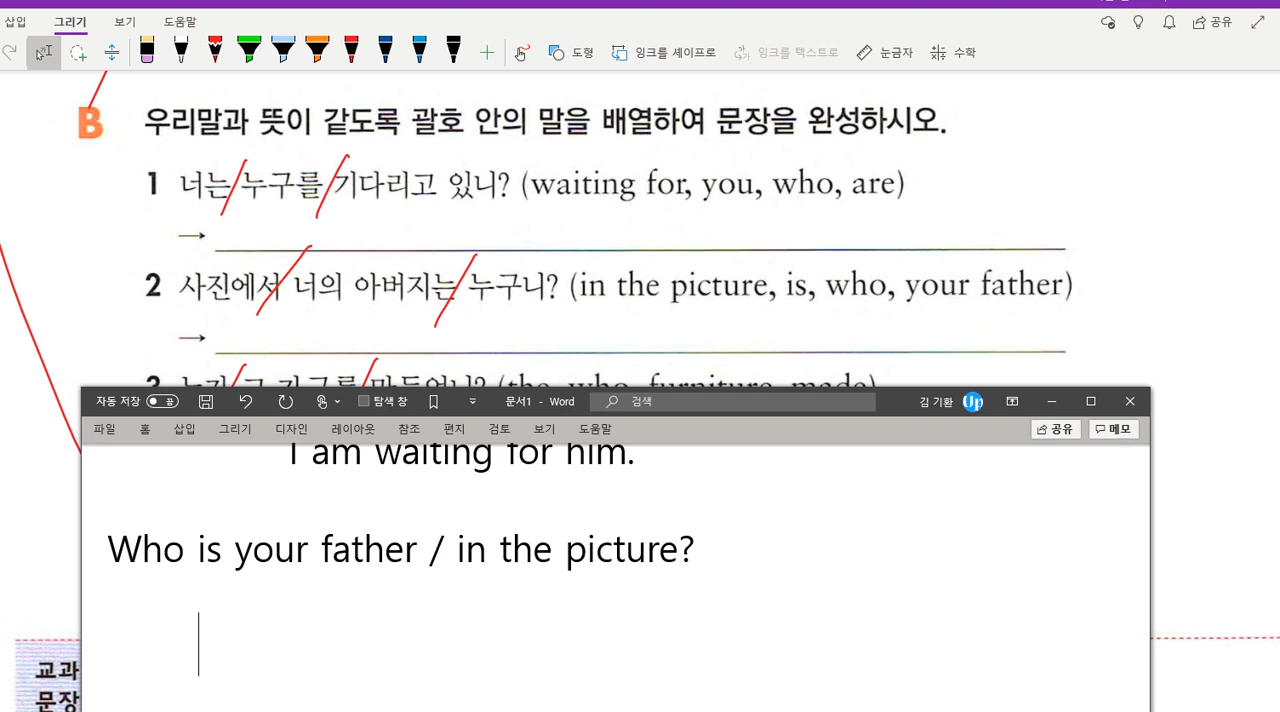 삽입 그리기 보기 도움말 공유
도형 잉크를 셰이프로 잉크를 텍스트로 눈금자 수학
B 우리말과 뜻이 같도록 괄호 안의 말을 배열하여 문장을 완성하시오.
1 너는/누구를/기다리고 있니? (waiting for, you, who, are)
→
2 사진에서/너의 아버지는/누구니? (in the picture, is, who, your father)
→
3 (the, who, furniture, made)
자동 저장 탐색 창 문서1 - Word 검색 김 기환 Up
파일 홈 삽입 그리기 디자인 레이아웃 참조 편지 검토 보기 도움말 공유 메모
I am waiting for him.
Who is your father / in the picture?
교과
문장